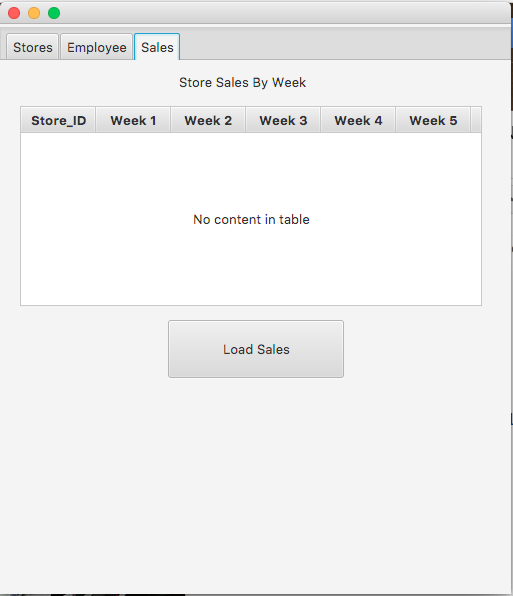 Stores Employee Sales
Store Sales By Week
Store_ID Week 1 Week 2 Week 3 Week 4 Week 5
No content in table
Load Sales